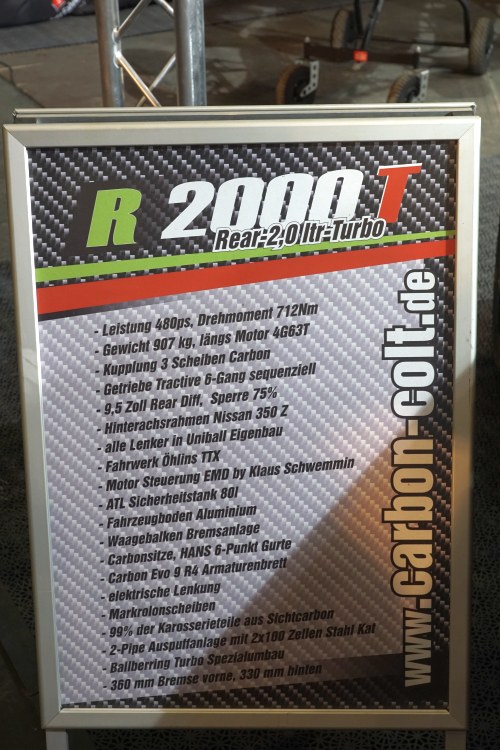 R 2000 T
Rear-2,0 ltr-Turbo
- Leistung 480ps, Drehmoment 712Nm
- Gewicht 907 kg, längs Motor 4G63T
- Kupplung 3 Scheiben Carbon
- Getriebe Tractive 6-Gang sequenziell
- 9,5 Zoll Rear Diff, Sperre 75%
- Hinterachsrahmen Nissan 350 Z
- alle Lenker in Uniball Eigenbau
- Fahrwerk Öhlins TTX
- Motor Steuerung EMD by Klaus Schwemmin
- ATL Sicherheitstank 80l
- Fahrzeugboden Aluminium
- Waagebalken Bremsanlage
- Carbonsitze, HANS 6-Punkt Gurte
- Carbon Evo 9 R4 Armaturenbrett
- elektrische Lenkung
- Markrolonscheiben
- 99% der Karosserieteile aus Sichtcarbon
- 2-Pipe Auspuffanlage mit 2x100 Zellen Stahl Kat
- Ballberring Turbo Spezialumbau
- 360 mm Bremse vorne, 330 mm hinten
www.carbon-colt.de